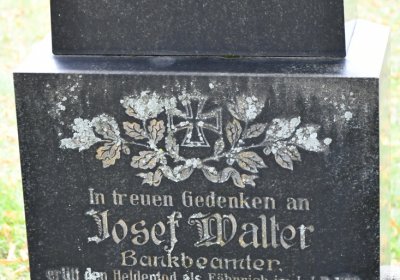 In treuen Gedenken an
Josef Walter
Bankbeamter
erlitt den Heldentod als Fähnrich